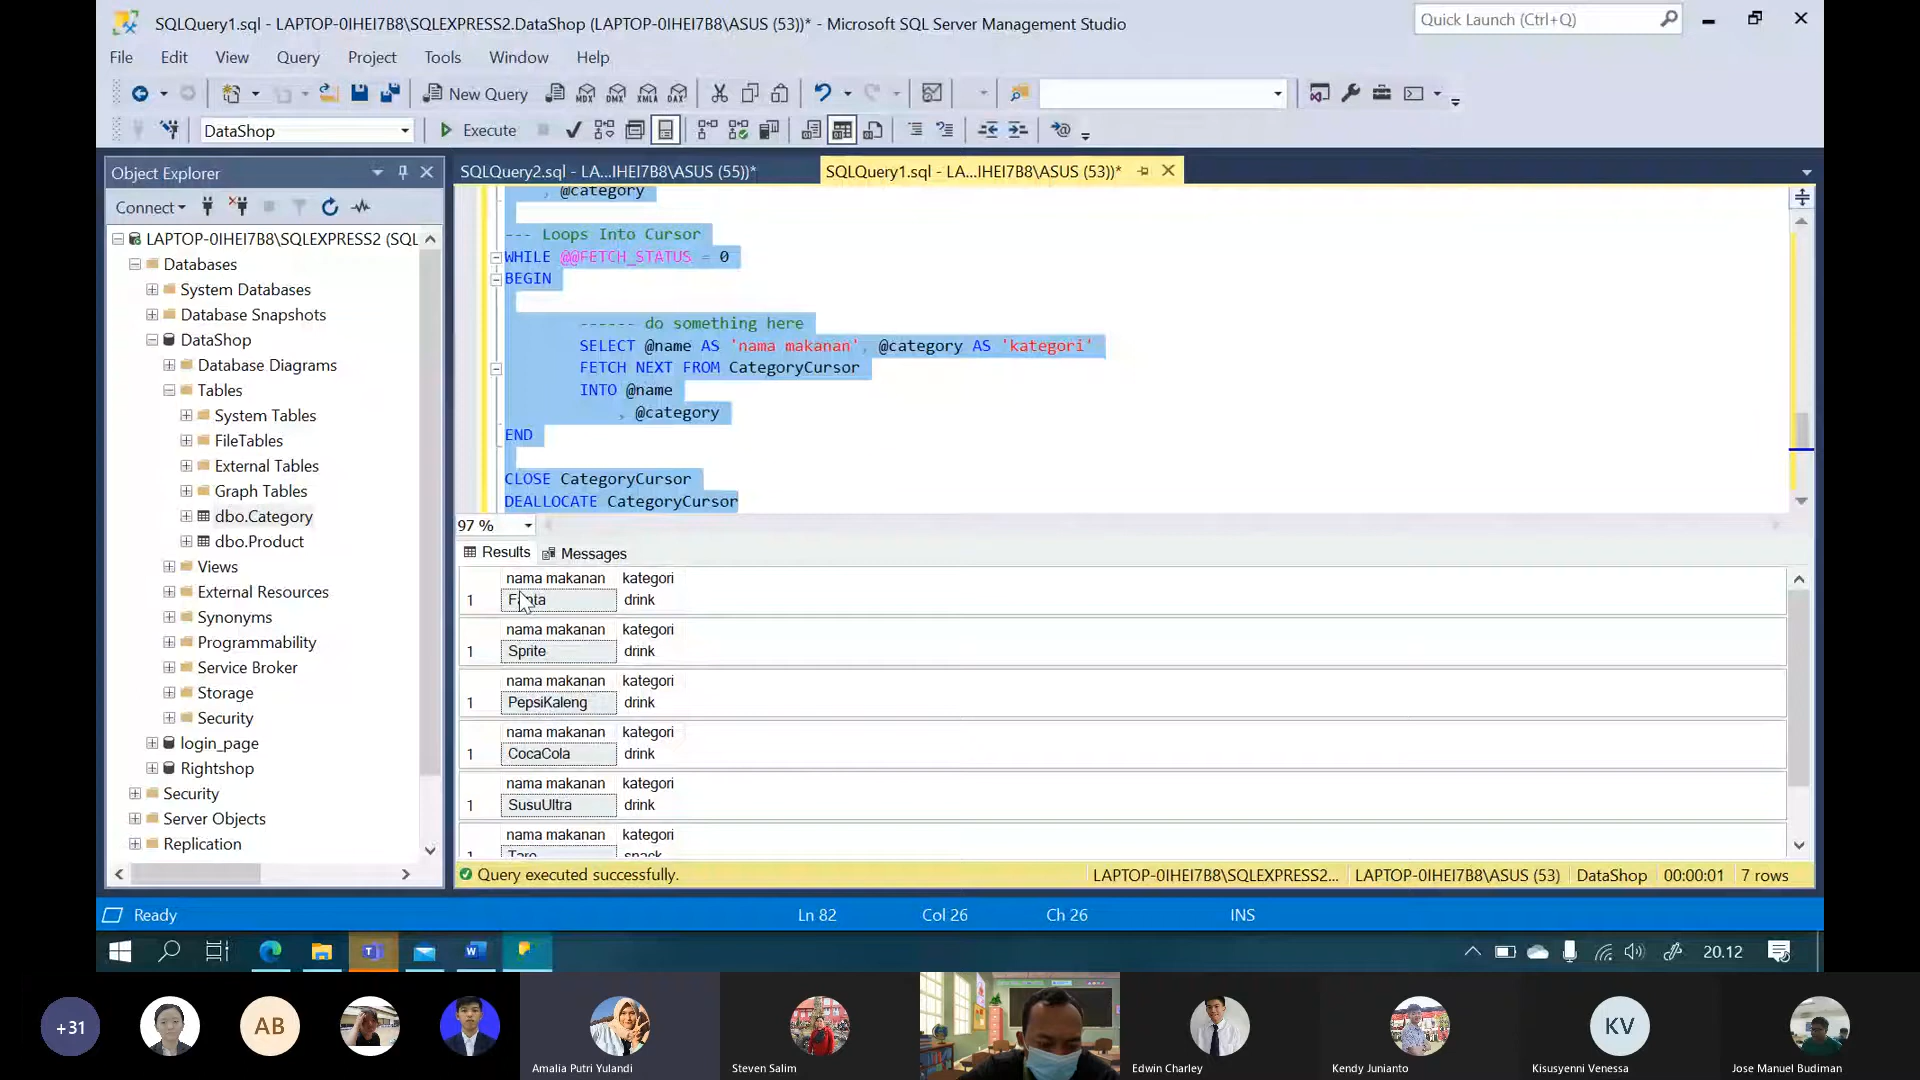 SQLQuery1.sql - LAPTOP-0IHEI7B8\SQLEXPRESS2.DataShop (LAPTOP-0IHEI7B8\ASUS (53))* - Microsoft SQL Server Management Studio
Quick Launch (Ctrl+Q)
File Edit View Query Project Tools Window Help
New Query MDX DMX XMLA DAX
DataShop Execute
Object Explorer
SQLQuery2.sql - LA...IHEI7B8\ASUS (55))*
SQLQuery1.sql - LA...IHEI7B8\ASUS (53))*
Connect
LAPTOP-0IHEI7B8\SQLEXPRESS2 (SQL
Databases
System Databases
Database Snapshots
DataShop
Database Diagrams
Tables
System Tables
FileTables
External Tables
Graph Tables
dbo.Category
dbo.Product
Views
External Resources
Synonyms
Programmability
Service Broker
Storage
Security
login_page
Rightshop
Security
Server Objects
Replication
, @category
--- Loops Into Cursor
WHILE @@FETCH_STATUS = 0
BEGIN
------ do something here
SELECT @name AS 'nama makanan', @category AS 'kategori'
FETCH NEXT FROM CategoryCursor
INTO @name
, @category
END
CLOSE CategoryCursor
DEALLOCATE CategoryCursor
97 %
Results Messages
nama makanan kategori
1 Fanta drink
nama makanan kategori
1 Sprite drink
nama makanan kategori
1 PepsiKaleng drink
nama makanan kategori
1 CocaCola drink
nama makanan kategori
1 SusuUltra drink
nama makanan kategori
1 Taro snack
Query executed successfully. LAPTOP-0IHEI7B8\SQLEXPRESS2... LAPTOP-0IHEI7B8\ASUS (53) DataShop 00:00:01 7 rows
Ready Ln 82 Col 26 Ch 26 INS
20.12
+31
AB
KV
Amalia Putri Yulandi
Steven Salim
Edwin Charley
Kendy Junianto
Kisusyenni Venessa
Jose Manuel Budiman